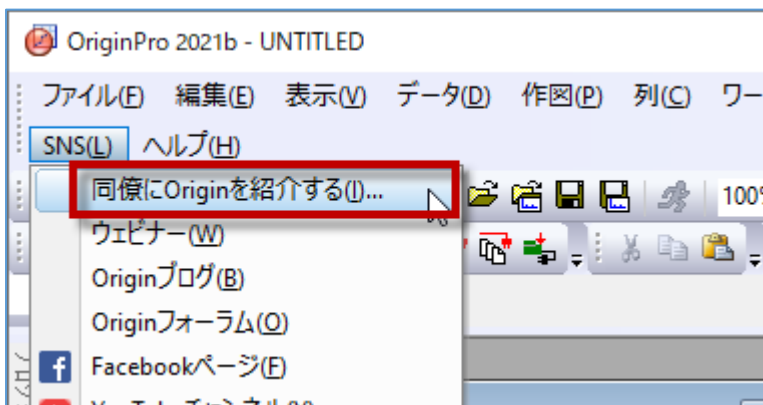 OriginPro 2021b - UNTITLED
ファイル(F) 編集(E) 表示(V) データ(D) 作図(P) 列(C) ワー
SNS(L) ヘルプ(H)
同僚にOriginを紹介する(I)...
100%
ウェビナー(W)
Originブログ(B)
Originフォーラム(O)
Facebookページ(F)